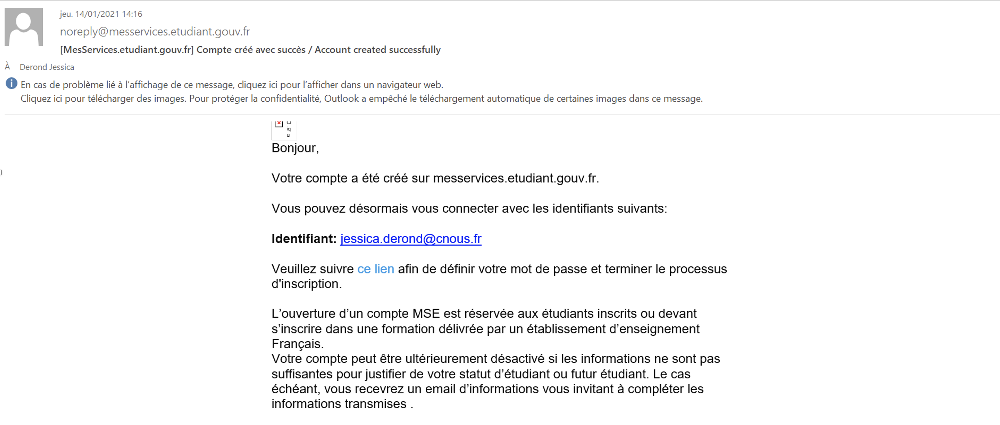 jeu. 14/01/2021 14:16
noreply@messervices.etudiant.gouv.fr
[MesServices.etudiant.gouv.fr] Compte créé avec succès / Account created successfully
À Derond Jessica
En cas de problème lié à l’affichage de ce message, cliquez ici pour l’afficher dans un navigateur web.
Cliquez ici pour télécharger des images. Pour protéger la confidentialité, Outlook a empêché le téléchargement automatique de certaines images dans ce message.
Cl
iq
u
Bonjour,
Votre compte a été créé sur messervices.etudiant.gouv.fr.
Vous pouvez désormais vous connecter avec les identifiants suivants:
Identifiant: jessica.derond@cnous.fr
Veuillez suivre ce lien afin de définir votre mot de passe et terminer le processus
d'inscription.
L’ouverture d’un compte MSE est réservée aux étudiants inscrits ou devant
s’inscrire dans une formation délivrée par un établissement d’enseignement
Français.
Votre compte peut être ultérieurement désactivé si les informations ne sont pas
suffisantes pour justifier de votre statut d’étudiant ou futur étudiant. Le cas
échéant, vous recevrez un email d’informations vous invitant à compléter les
informations transmises .